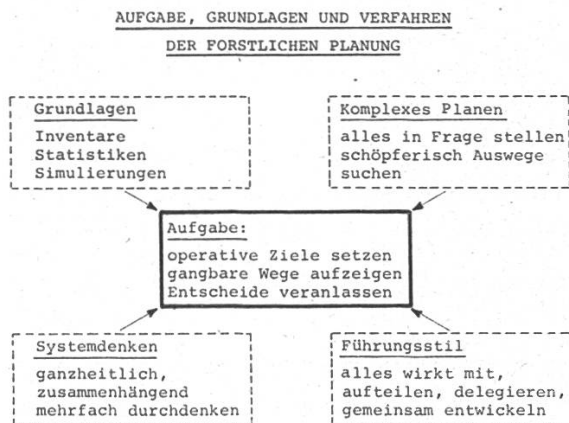 AUFGABE, GRUNDLAGEN UND VERFAHREN
DER FORSTLICHEN PLANUNG
Grundlagen
Inventare
Statistiken
Simulierungen
Komplexes Planen
alles in Frage stellen
schöpferisch Auswege
suchen
Aufgabe:
operative Ziele setzen
gangbare Wege aufzeigen
Entscheide veranlassen
Systemdenken
ganzheitlich,
zusammenhängend
mehrfach durchdenken
Führungsstil
alles wirkt mit,
aufteilen, delegieren,
gemeinsam entwickeln